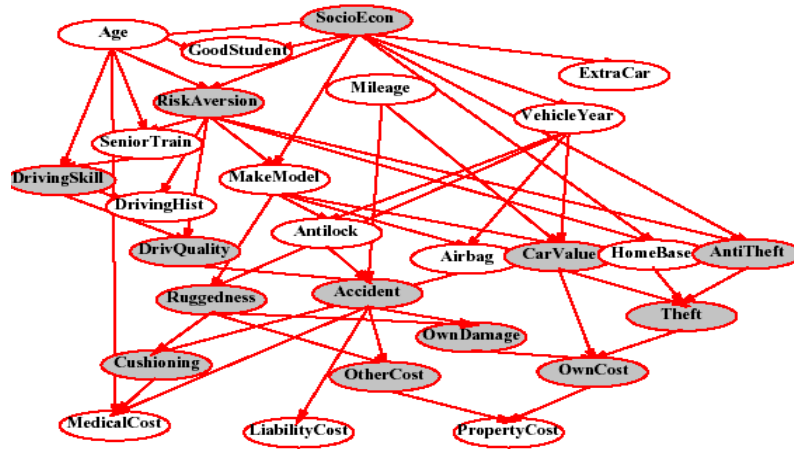 SocioEcon
Age
GoodStudent
ExtraCar
Mileage
RiskAversion
VehicleYear
SeniorTrain
DrivingSkill
MakeModel
DrivingHist
Antilock
DrivQuality
Airbag
CarValue
HomeBase
AntiTheft
Ruggedness
Accident
Theft
OwnDamage
Cushioning
OtherCost
OwnCost
MedicalCost
LiabilityCost
PropertyCost